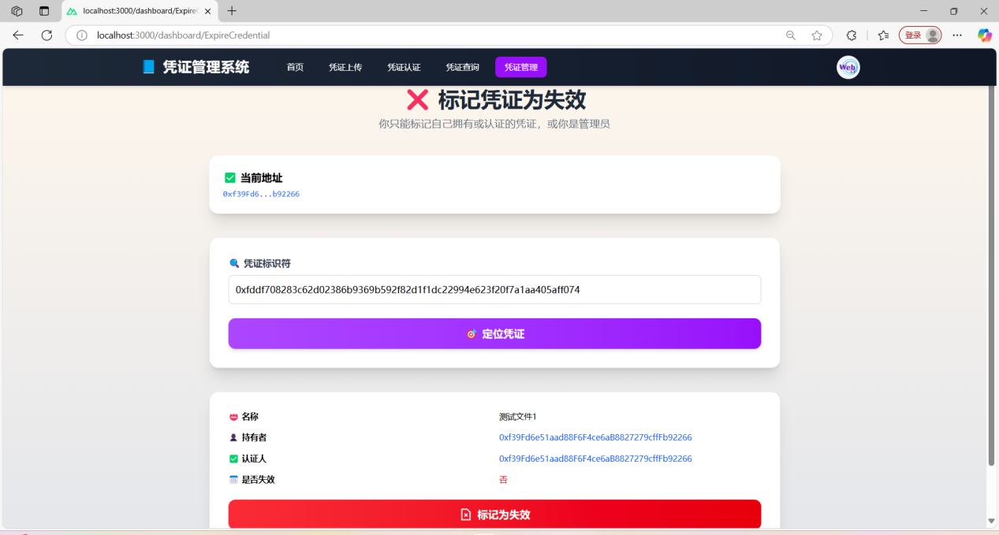 localhost:3000/dashboard/Expire
localhost:3000/dashboard/ExpireCredential
登录
凭证管理系统 首页 凭证上传 凭证认证 凭证查询 凭证管理 Web
标记凭证为失效
你只能标记自己拥有或认证的凭证，或你是管理员
当前地址
0xf39Fd6...b92266
凭证标识符
0xfddf708283c62d02386b9369b592f82d1f1dc22994e623f20f7a1aa405aff074
定位凭证
名称 测试文件1
持有者 0xf39Fd6e51aad88F6F4ce6aB8827279cffFb92266
认证人 0xf39Fd6e51aad88F6F4ce6aB8827279cffFb92266
是否失效 否
标记为失效